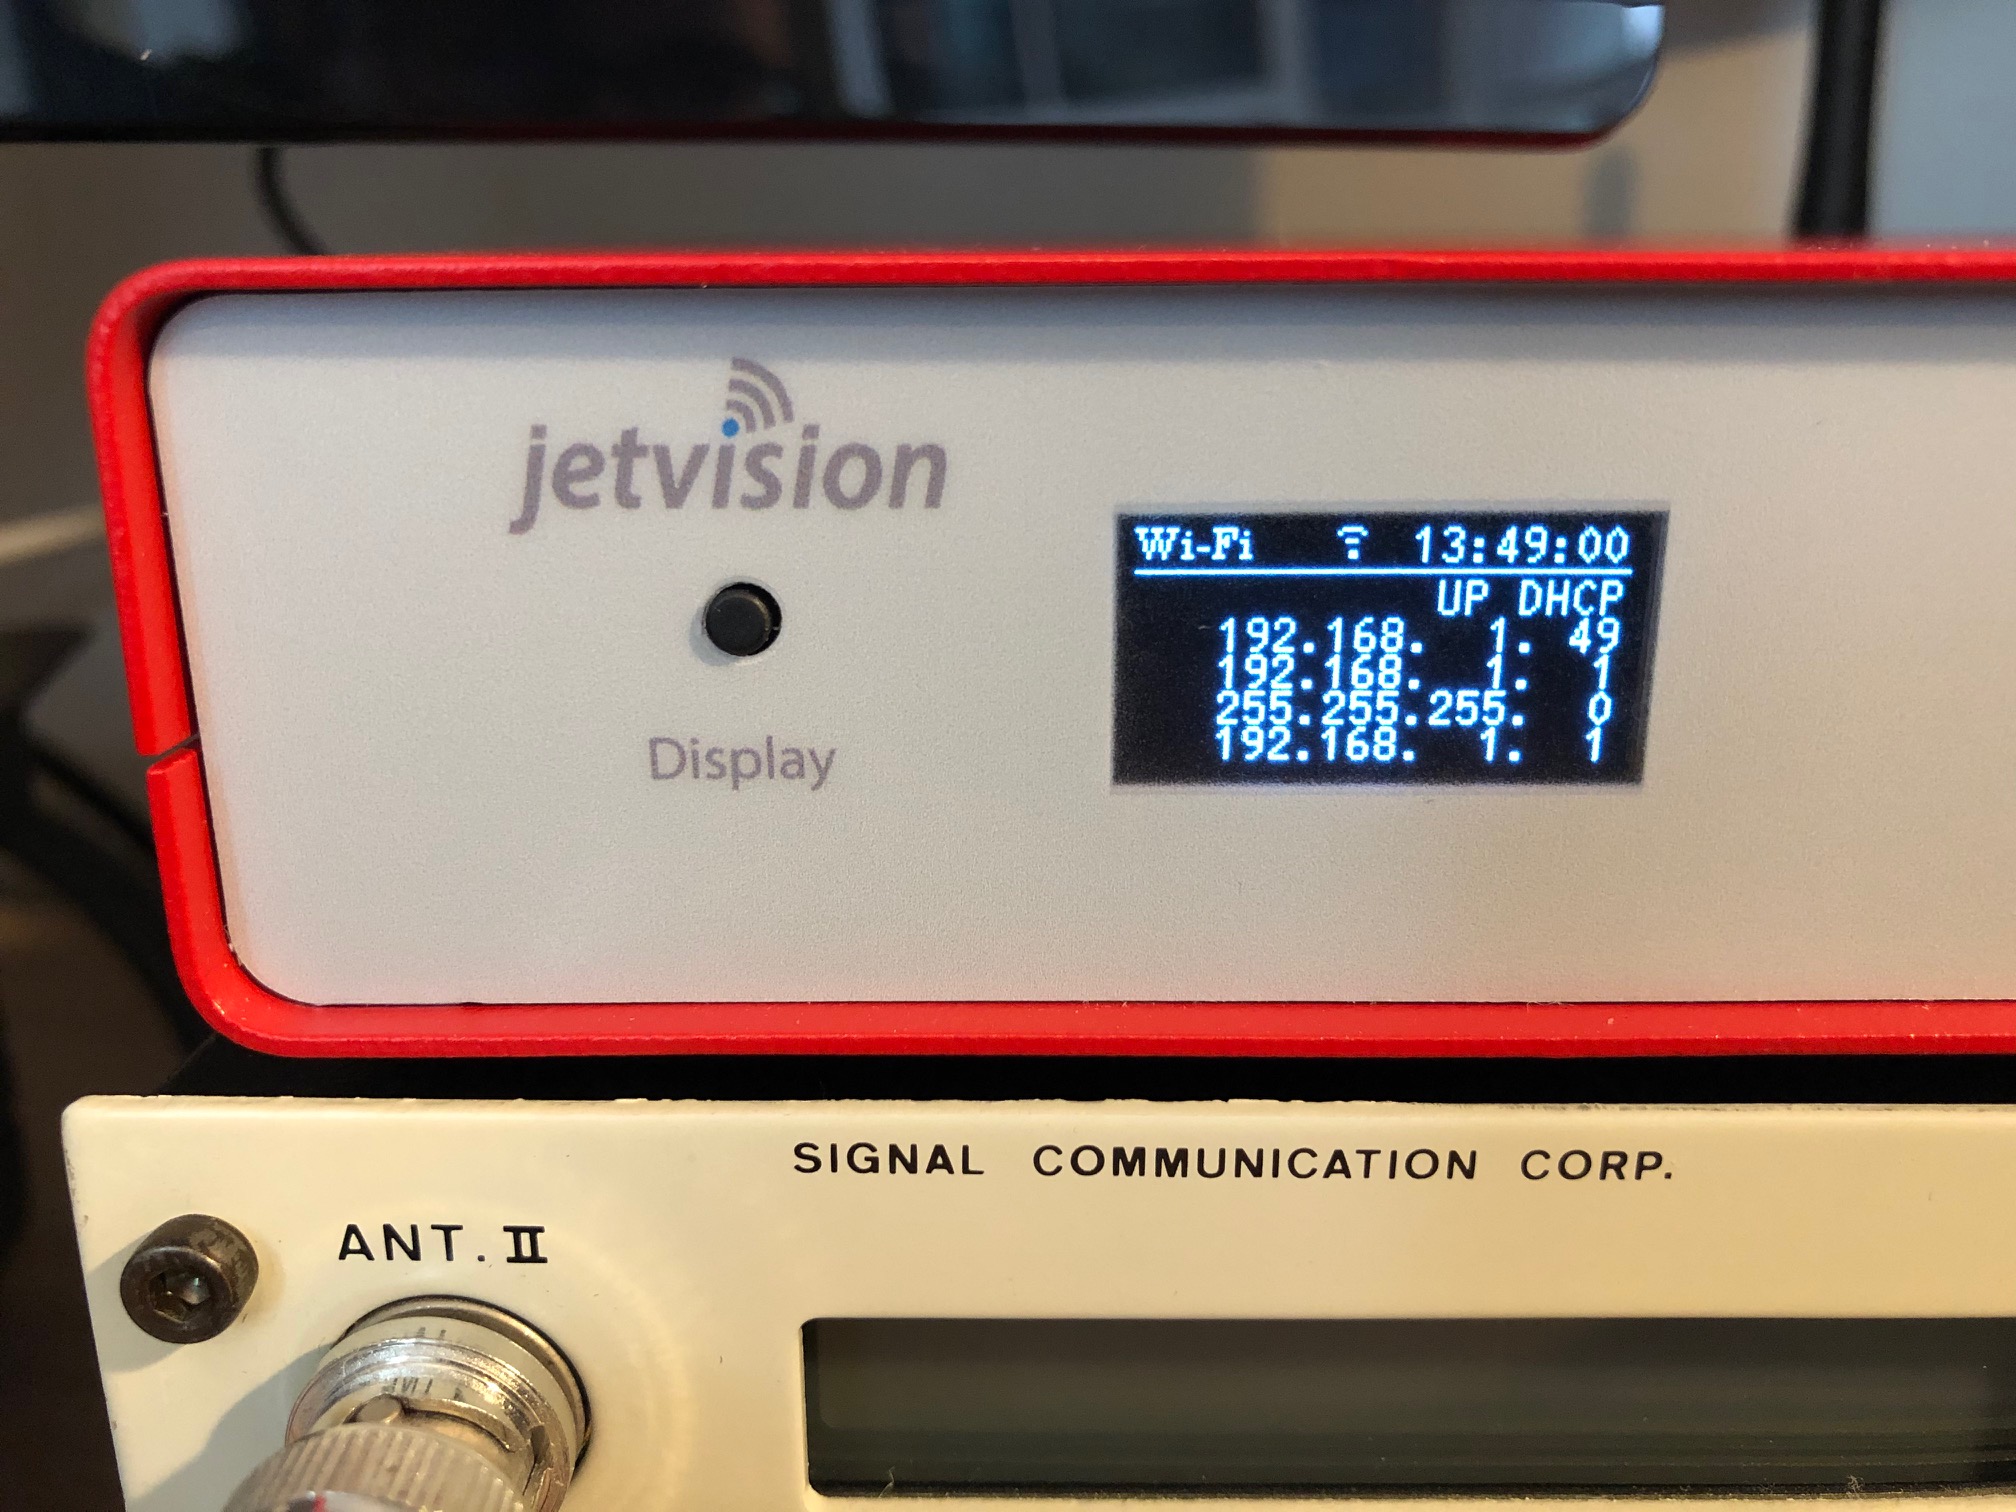 jetvision
Display
Wi-Fi 13:49:00
UP DHCP
192.168. 1. 49
192.168. 1. 1
255.255.255. 0
192.168. 1. 1
SIGNAL COMMUNICATION CORP.
ANT. II